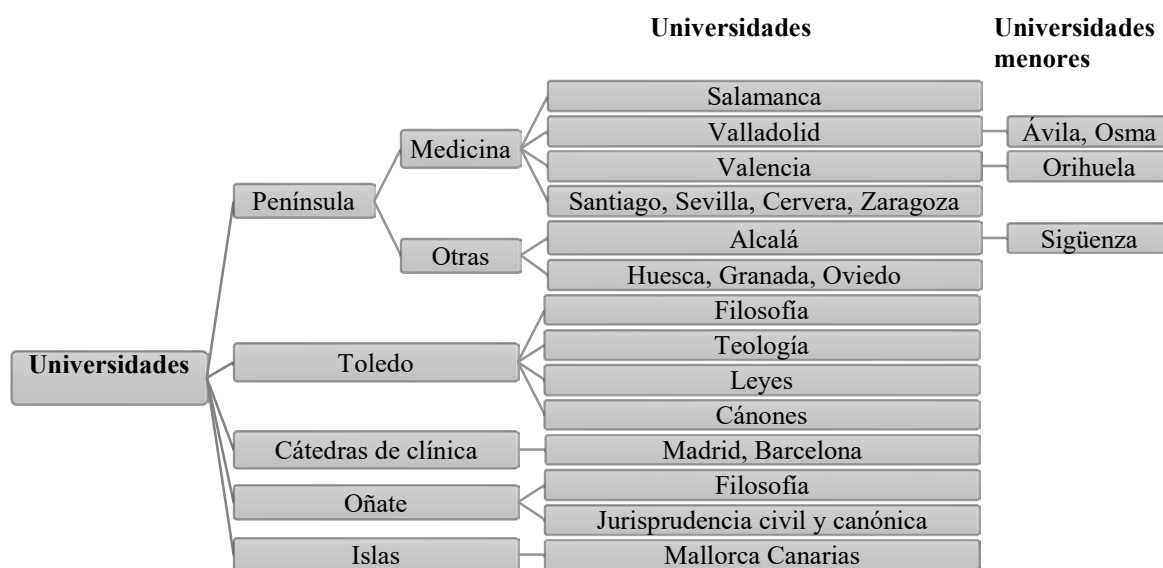 Universidades
Universidades
menores
Salamanca
Valladolid
Ávila, Osma
Medicina
Valencia
Orihuela
Península
Santiago, Sevilla, Cervera, Zaragoza
Otras
Alcalá
Sigüenza
Huesca, Granada, Oviedo
Filosofía
Universidades
Toledo
Teología
Leyes
Cánones
Cátedras de clínica
Madrid, Barcelona
Oñate
Filosofía
Jurisprudencia civil y canónica
Islas
Mallorca Canarias